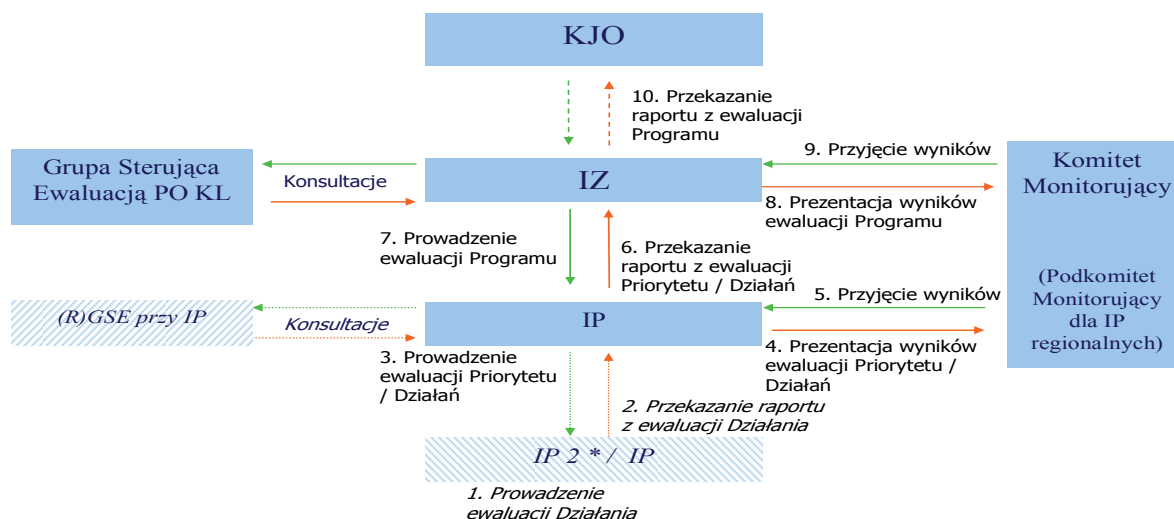 KJO
10. Przekazanie
raportu z ewaluacji
Programu
Grupa Sterująca
Ewaluacją PO KL
Konsultacje
IZ
9. Przyjęcie wyników
8. Prezentacja wyników
ewaluacji Programu
Komitet
Monitorujący
(Podkomitet
Monitorujący
dla IP
regionalnych)
7. Prowadzenie
ewaluacji Programu
6. Przekazanie
raportu z ewaluacji
Priorytetu / Działań
(R)GSE przy IP
Konsultacje
IP
5. Przyjęcie wyników
4. Prezentacja wyników
ewaluacji Priorytetu /
Działań
3. Prowadzenie
ewaluacji Priorytetu
/ Działań
2. Przekazanie raportu
z ewaluacji Działania
IP 2 * / IP
1. Prowadzenie
ewaluacji Działania